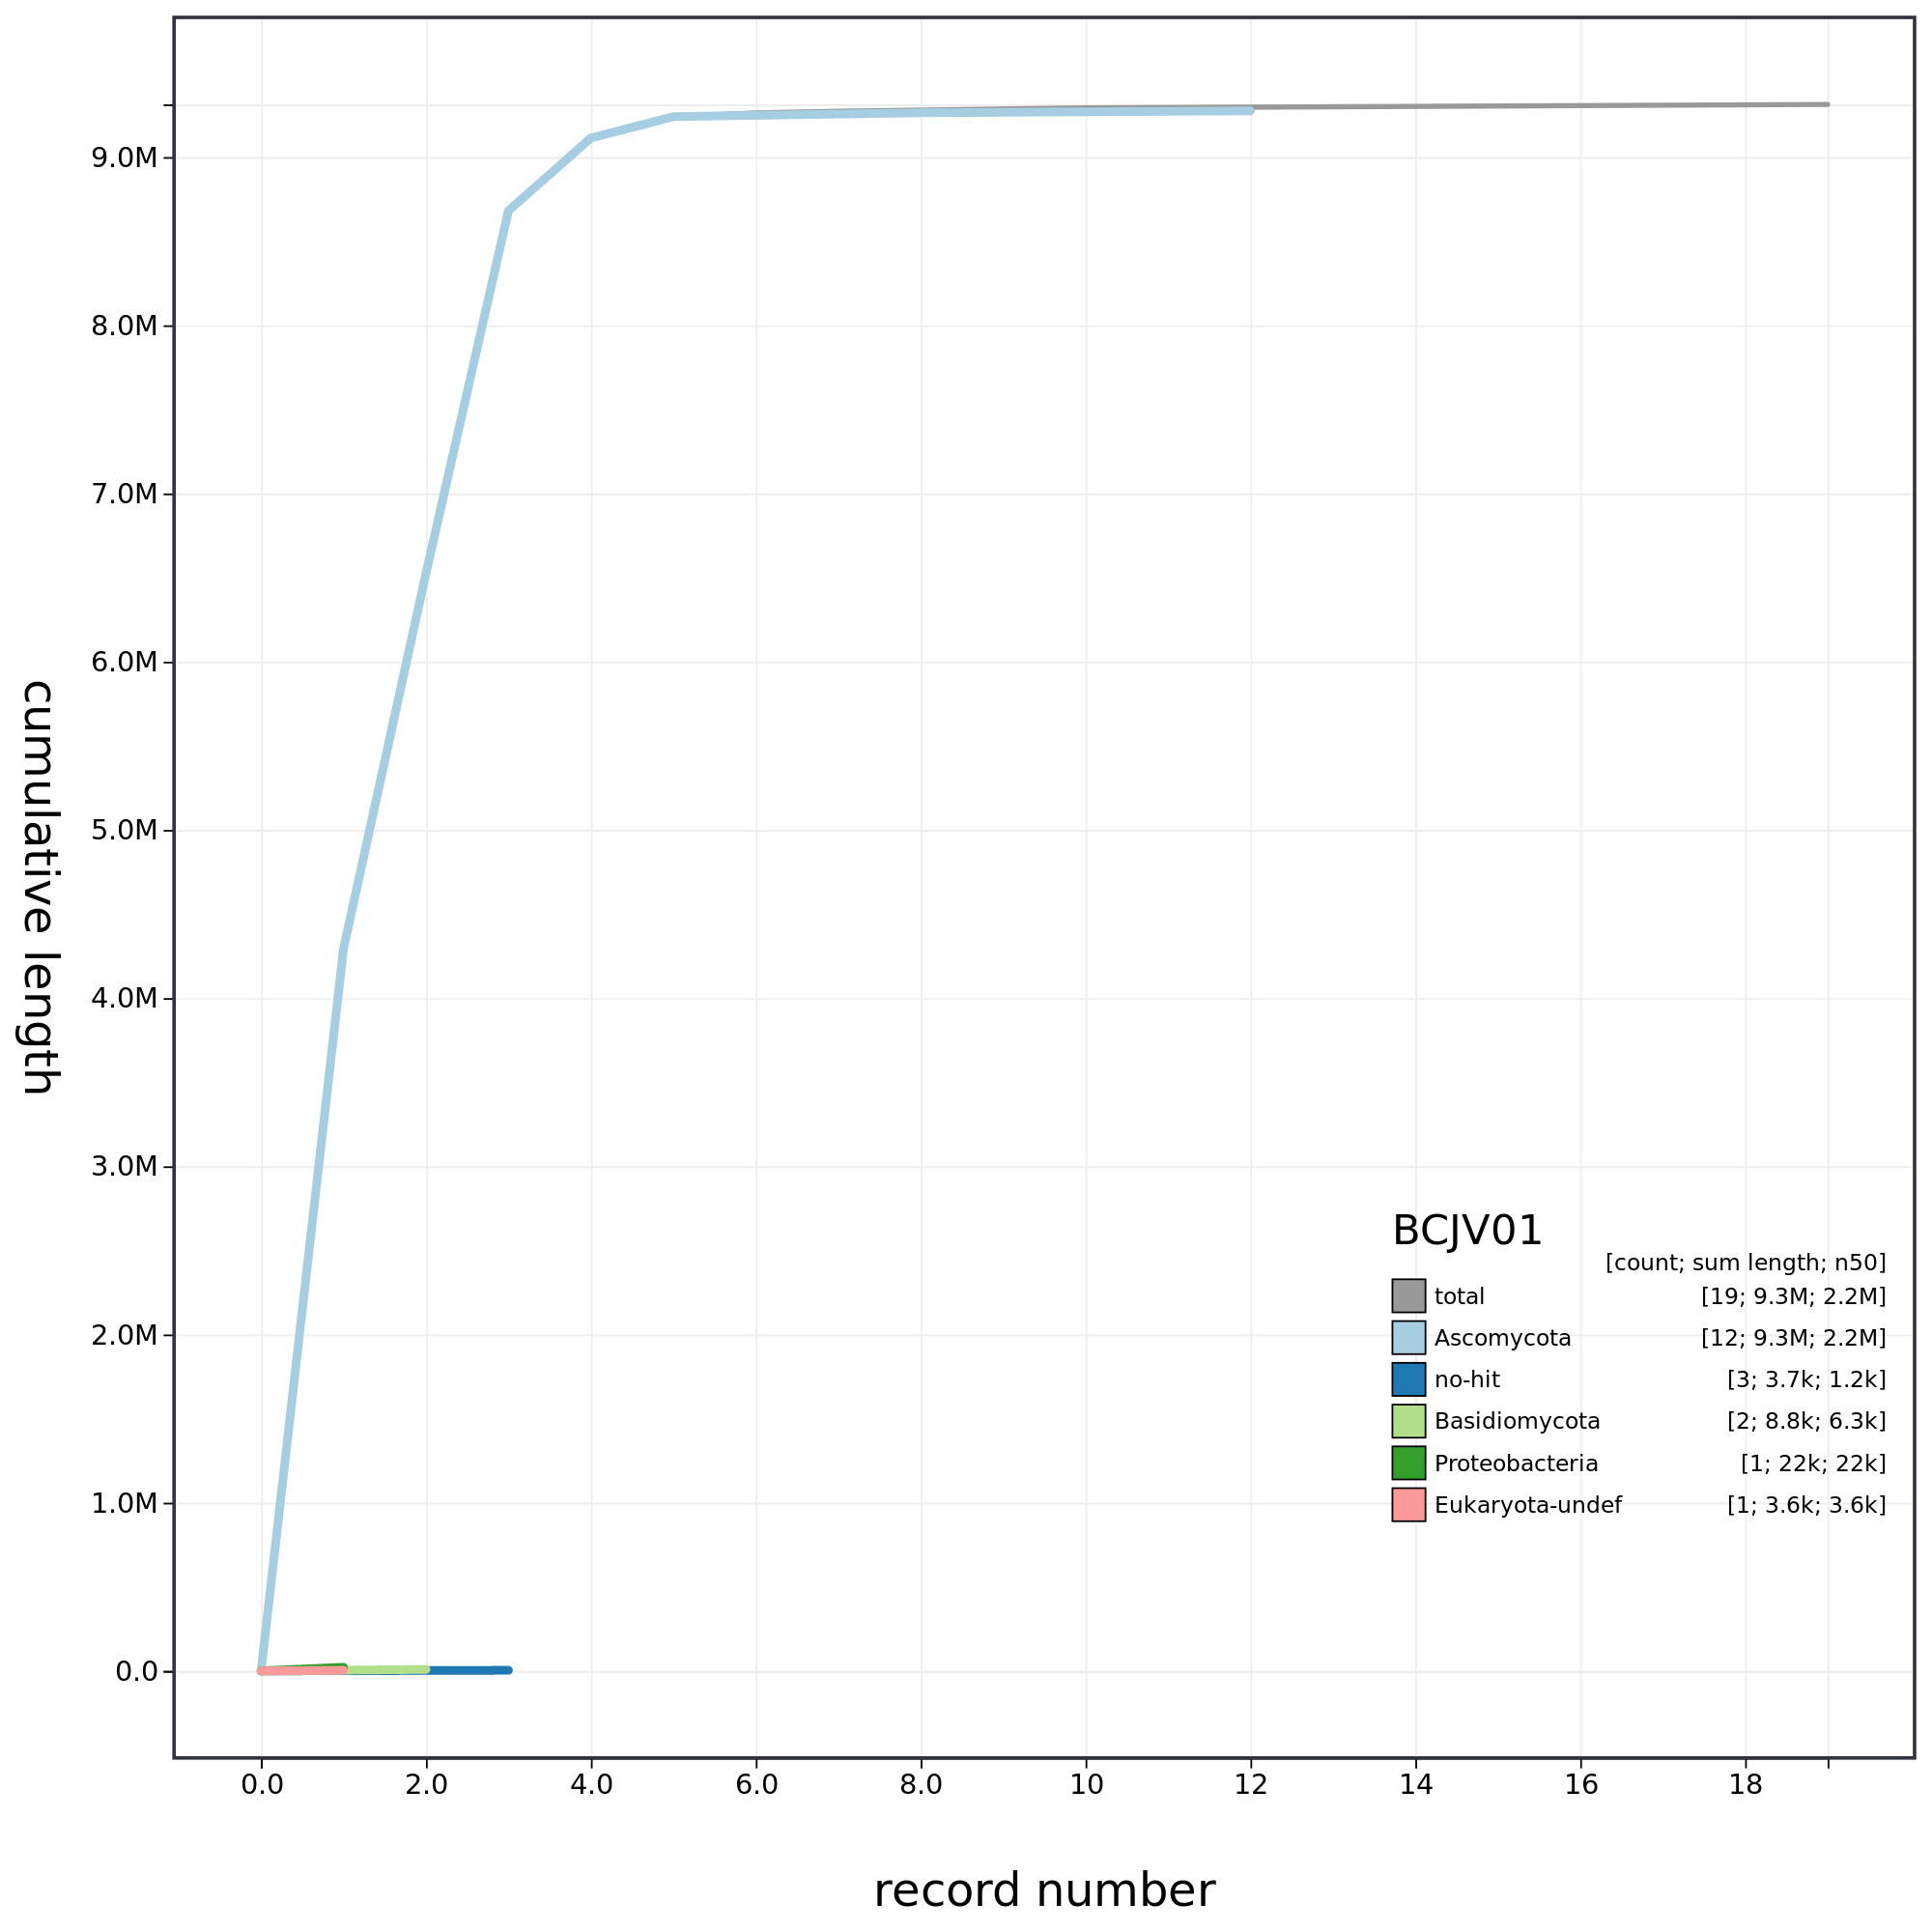 cumulative length
9.0M
8.0M
7.0M
6.0M
5.0M
4.0M
3.0M
2.0M
1.0M
0.0
BCJV01
[count; sum length; n50]
total [19; 9.3M; 2.2M]
Ascomycota [12; 9.3M; 2.2M]
no-hit [3; 3.7k; 1.2k]
Basidiomycota [2; 8.8k; 6.3k]
Proteobacteria [1; 22k; 22k]
Eukaryota-undef [1; 3.6k; 3.6k]
0.0 2.0 4.0 6.0 8.0 10 12 14 16 18
record number